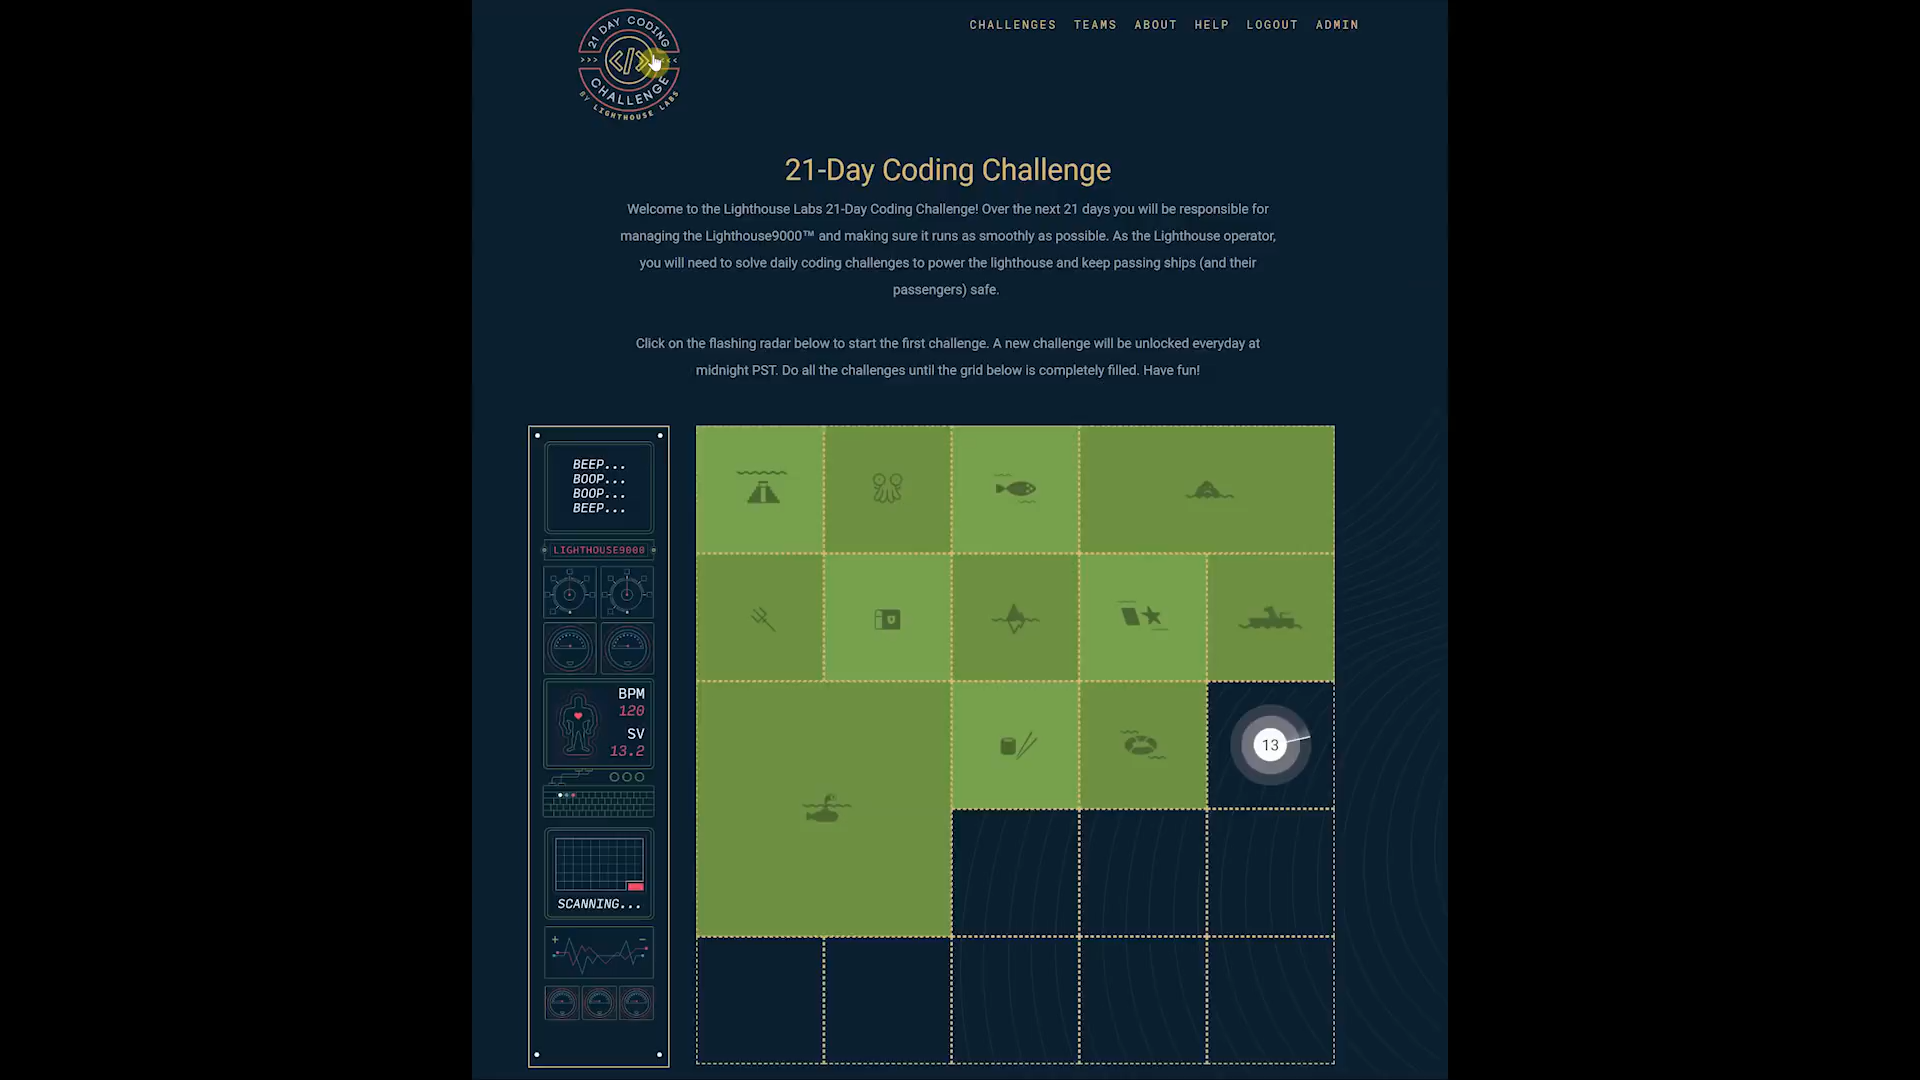 21 DAY CODING
CHALLENGE
BY LIGHTHOUSE LABS
CHALLENGES TEAMS ABOUT HELP LOGOUT ADMIN
21-Day Coding Challenge
Welcome to the Lighthouse Labs 21-Day Coding Challenge! Over the next 21 days you will be responsible for
managing the Lighthouse9000™ and making sure it runs as smoothly as possible. As the Lighthouse operator,
you will need to solve daily coding challenges to power the lighthouse and keep passing ships (and their
passengers) safe.
Click on the flashing radar below to start the first challenge. A new challenge will be unlocked everyday at
midnight PST. Do all the challenges until the grid below is completely filled. Have fun!
BEEP...
BOOP...
BOOP...
BEEP...
LIGHTHOUSE9000
BPM
120
SV
13.2
SCANNING...
13